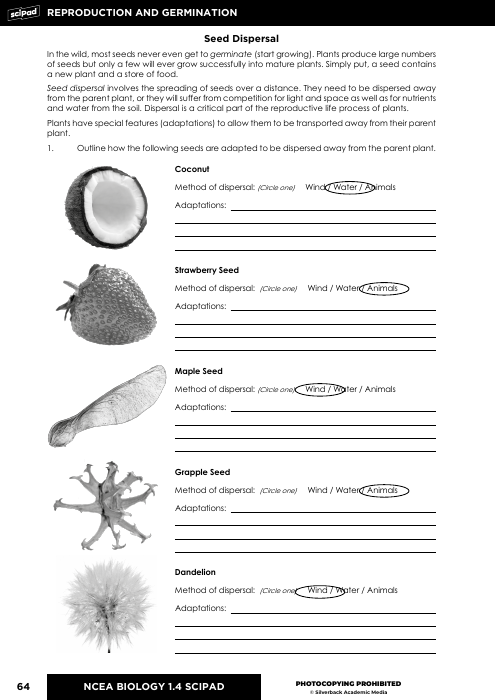 scipad
REPRODUCTION AND GERMINATION
Seed Dispersal
In the wild, most seeds never even get to germinate (start growing). Plants produce large numbers
of seeds but only a few will ever grow successfully into mature plants. Simply put, a seed contains
a new plant and a store of food.
Seed dispersal involves the spreading of seeds over a distance. They need to be dispersed away
from the parent plant, or they will suffer from competition for light and space as well as for nutrients
and water from the soil. Dispersal is a critical part of the reproductive life process of plants.
Plants have special features (adaptations) to allow them to be transported away from their parent
plant.
1. Outline how the following seeds are adapted to be dispersed away from the parent plant.
Coconut
Method of dispersal: (Circle one) Wind / Water / Animals
Adaptations:
Strawberry Seed
Method of dispersal: (Circle one) Wind / Water / Animals
Adaptations:
Maple Seed
Method of dispersal: (Circle one) Wind / Water / Animals
Adaptations:
Grapple Seed
Method of dispersal: (Circle one) Wind / Water / Animals
Adaptations:
Dandelion
Method of dispersal: (Circle one) Wind / Water / Animals
Adaptations:
64
NCEA BIOLOGY 1.4 SCIPAD
PHOTOCOPYING PROHIBITED
© Silverback Academic Media